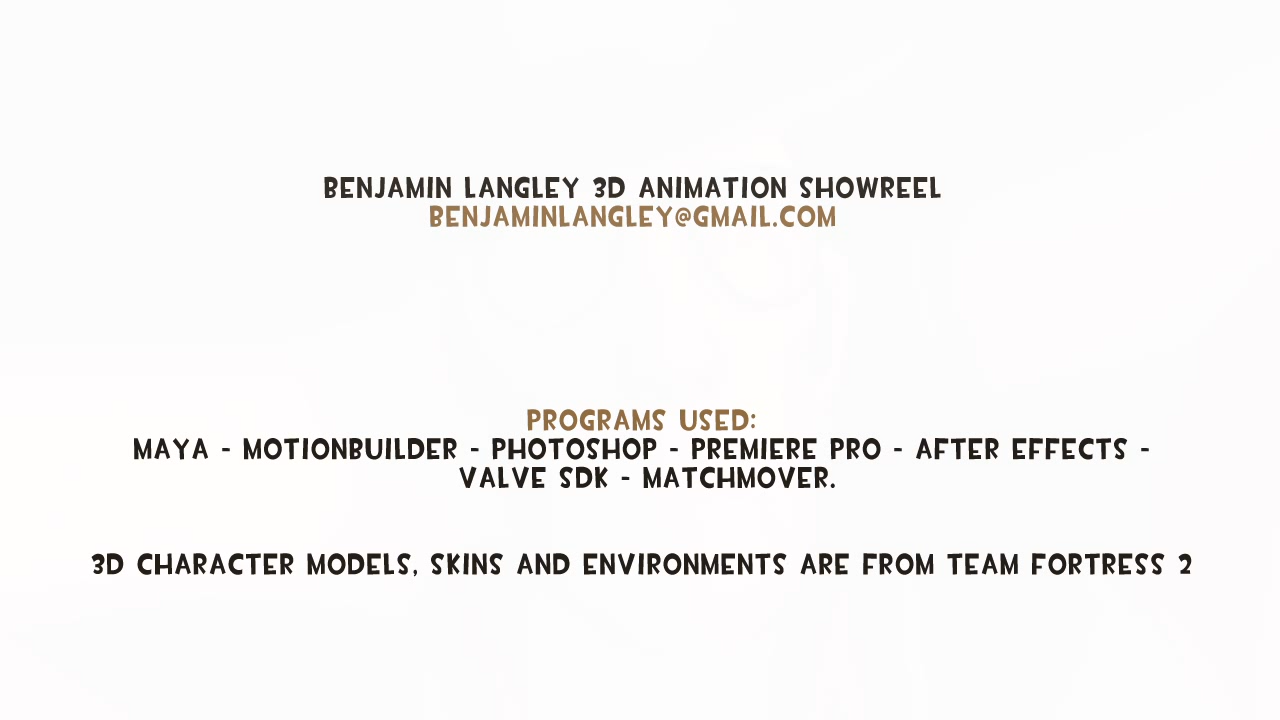 BENJAMIN LANGLEY 3D ANIMATION SHOWREEL
BENJAMINLANGLEY@GMAIL.COM
PROGRAMS USED:
MAYA - MOTIONBUILDER - PHOTOSHOP - PREMIERE PRO - AFTER EFFECTS -
VALVE SDK - MATCHMOVER.
3D CHARACTER MODELS, SKINS AND ENVIRONMENTS ARE FROM TEAM FORTRESS 2